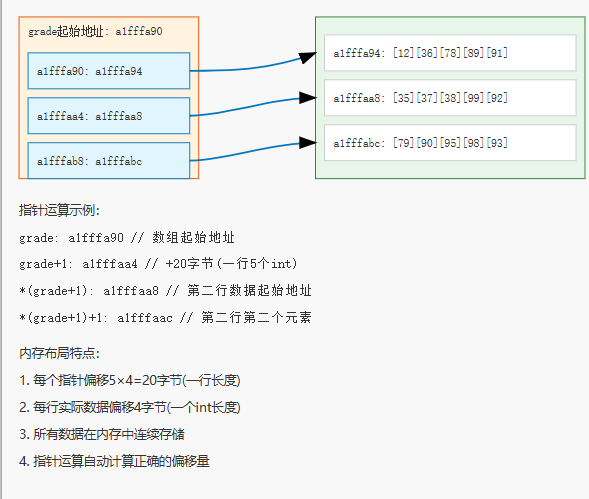 grade起始地址: a1fffa90
a1fffa90: a1fffa94
a1fffaa4: a1fffaa8
a1fffab8: a1fffabc
a1fffa94: [12][36][78][89][91]
a1fffaa8: [35][37][38][99][92]
a1fffabc: [79][90][95][98][93]
指针运算示例:
grade: a1fffa90 // 数组起始地址
grade+1: a1fffaa4 // +20字节(一行5个int)
*(grade+1): a1fffaa8 // 第二行数据起始地址
*(grade+1)+1: a1fffaac // 第二行第二个元素
内存布局特点:
1. 每个指针偏移5×4=20字节(一行长度)
2. 每行实际数据偏移4字节(一个int长度)
3. 所有数据在内存中连续存储
4. 指针运算自动计算正确的偏移量